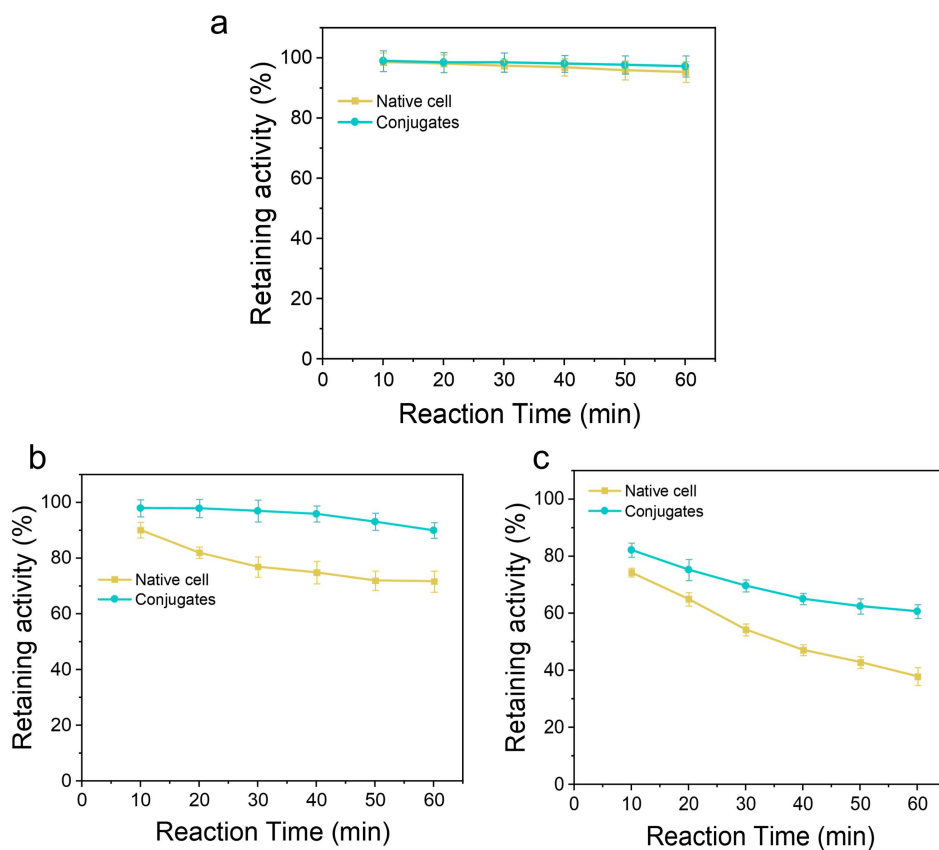 a
Retaining activity (%)
100
80
60
40
20
0
Native cell
Conjugates
0 10 20 30 40 50 60
Reaction Time (min)
b
Retaining activity (%)
100
80
60
40
20
0
Native cell
Conjugates
0 10 20 30 40 50 60
Reaction Time (min)
c
Retaining activity (%)
100
80
60
40
20
0
Native cell
Conjugates
0 10 20 30 40 50 60
Reaction Time (min)